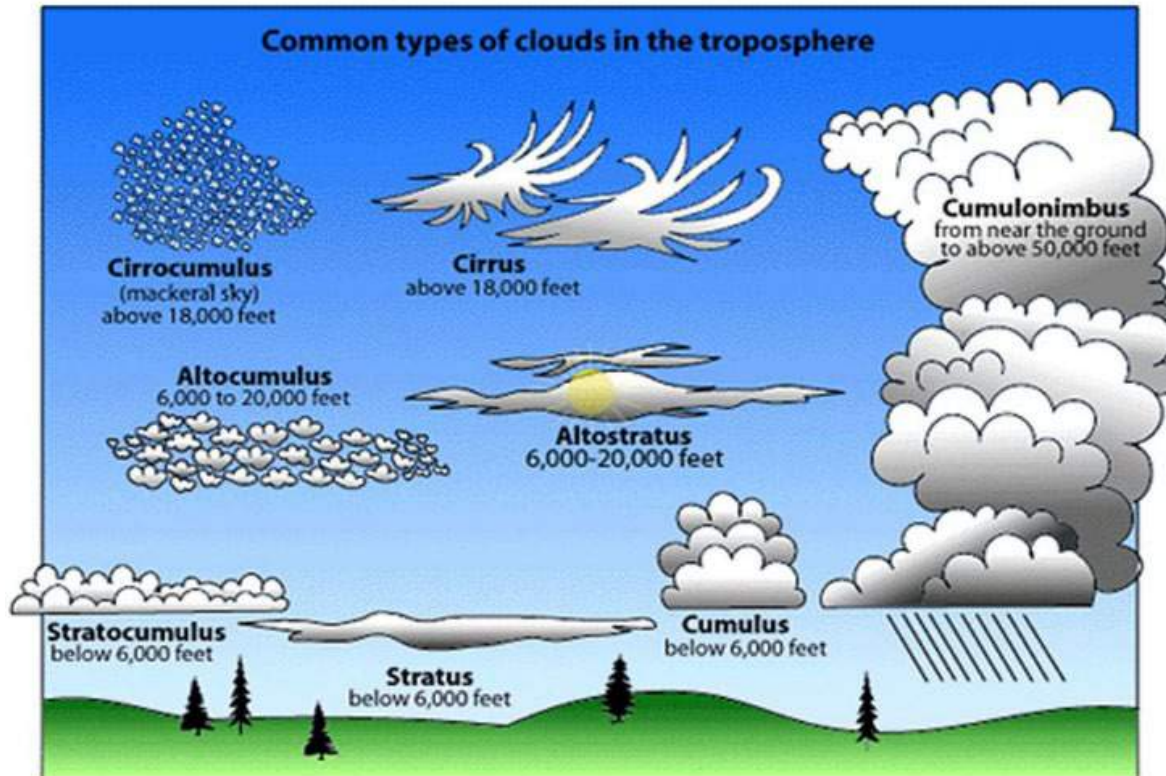 Common types of clouds in the troposphere
Cirrocumulus
(mackeral sky)
above 18,000 feet
Cirrus
above 18,000 feet
Cumulonimbus
from near the ground
to above 50,000 feet
Altocumulus
6,000 to 20,000 feet
Altostratus
6,000-20,000 feet
Stratocumulus
below 6,000 feet
Stratus
below 6,000 feet
Cumulus
below 6,000 feet